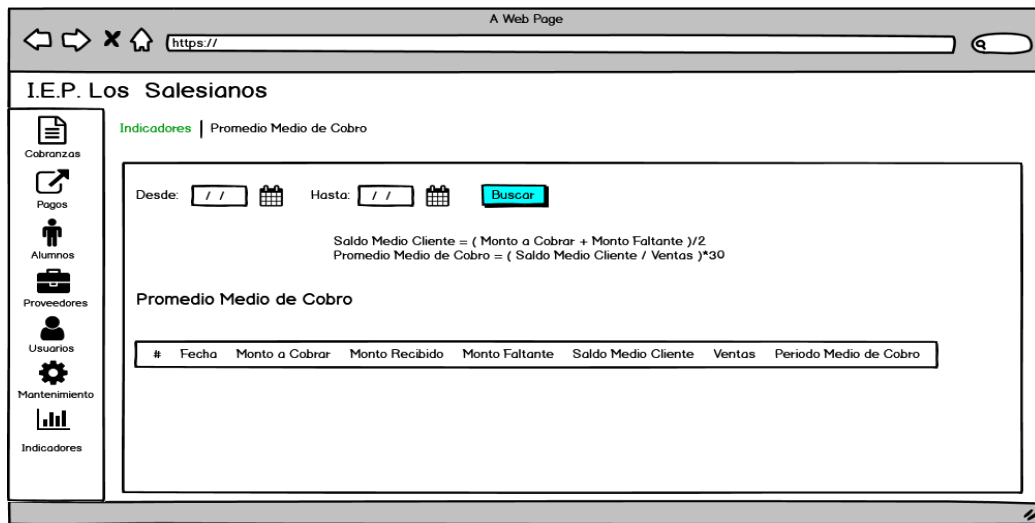 A Web Page
https://
I.E.P. Los Salesianos
Cobranzas
Pagos
Alumnos
Proveedores
Usuarios
Mantenimiento
Indicadores
Indicadores | Promedio Medio de Cobro
Desde: / / Hasta: / / Buscar
Saldo Medio Cliente = ( Monto a Cobrar + Monto Faltante )/2
Promedio Medio de Cobro = ( Saldo Medio Cliente / Ventas )*30
Promedio Medio de Cobro
# Fecha Monto a Cobrar Monto Recibido Monto Faltante Saldo Medio Cliente Ventas Periodo Medio de Cobro